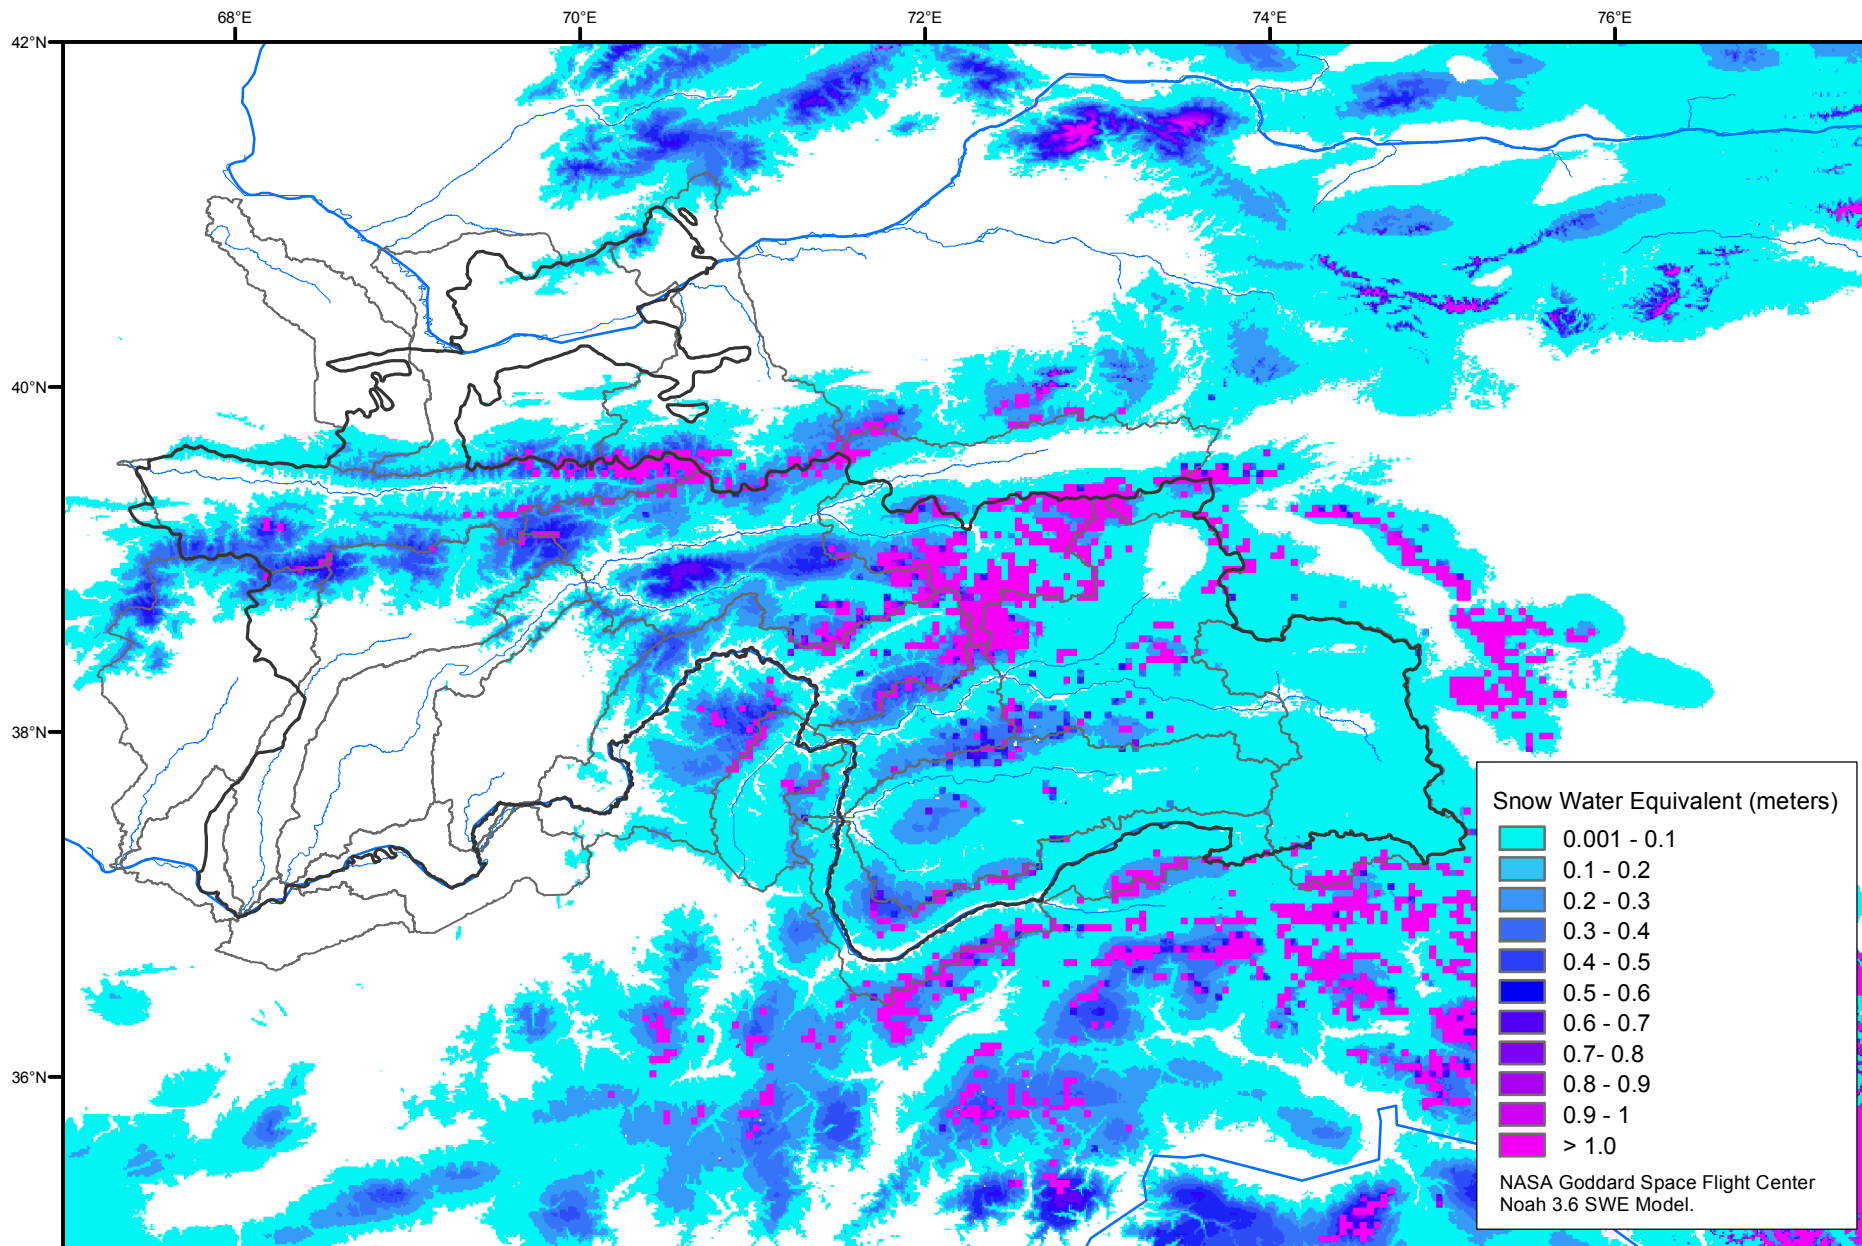 68°E
70°E
72°E
74°E
76°E
42°N
40°N
38°N
36°N
Snow Water Equivalent (meters)
0.001 - 0.1
0.1 - 0.2
0.2 - 0.3
0.3 - 0.4
0.4 - 0.5
0.5 - 0.6
0.6 - 0.7
0.7- 0.8
0.8 - 0.9
0.9 - 1
> 1.0
NASA Goddard Space Flight Center
Noah 3.6 SWE Model.